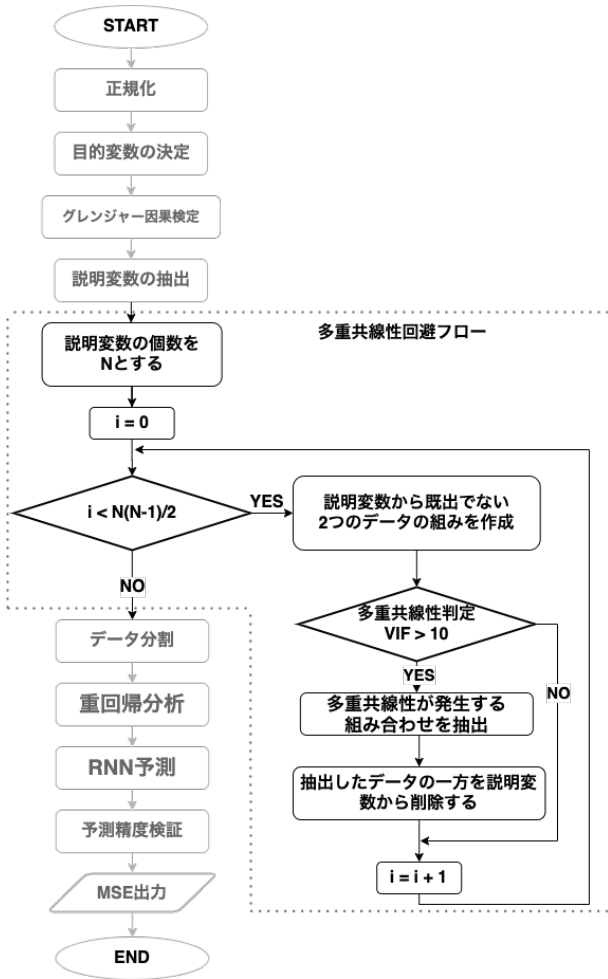 START
正規化
目的変数の決定
グレンジャー因果検定
説明変数の抽出
多重共線性回避フロー
説明変数の個数を
Nとする
i = 0
i < N(N-1)/2
YES
説明変数から既出でない
2つのデータの組みを作成
多重共線性判定
VIF > 10
YES
NO
多重共線性が発生する
組み合わせを抽出
抽出したデータの一方を説明変
数から削除する
i = i + 1
NO
データ分割
重回帰分析
RNN予測
予測精度検証
MSE出力
END